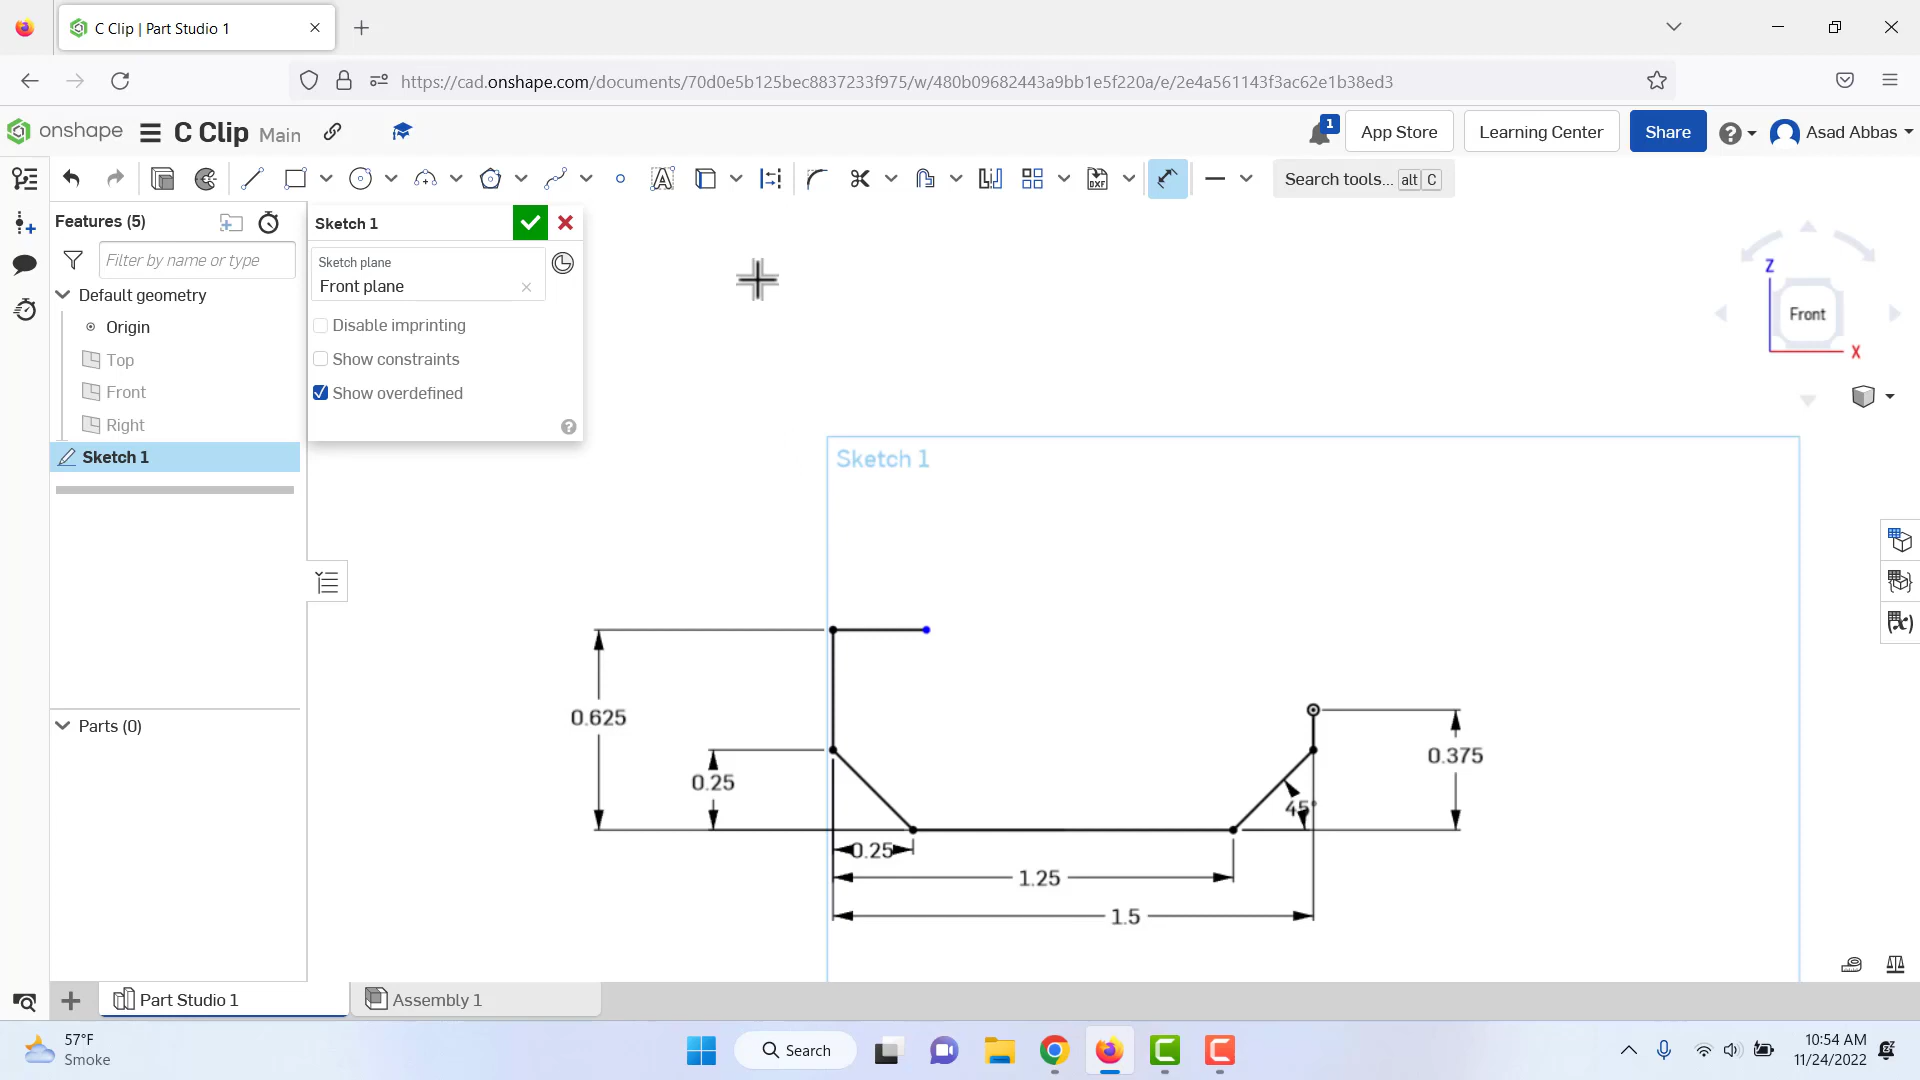 C Clip | Part Studio 1
https://cad.onshape.com/documents/70d0e5b125bec8837233f975/w/480b09682443a9bb1e5f220a/e/2e4a561143f3ac62e1b38ed3
onshape C Clip Main 1 App Store Learning Center Share Asad Abbas
Search tools... alt C
Features (5)
Filter by name or type
Default geometry
Origin
Top
Front
Right
Sketch 1
Parts (0)
Sketch 1
Sketch plane
Front plane
Disable imprinting
Show constraints
Show overdefined
Z
Front
X
Sketch 1
0.625
0.25
0.375
45°
0.25
1.25
1.5
Part Studio 1
Assembly 1
57°F
Smoke
Search
10:54 AM
11/24/2022